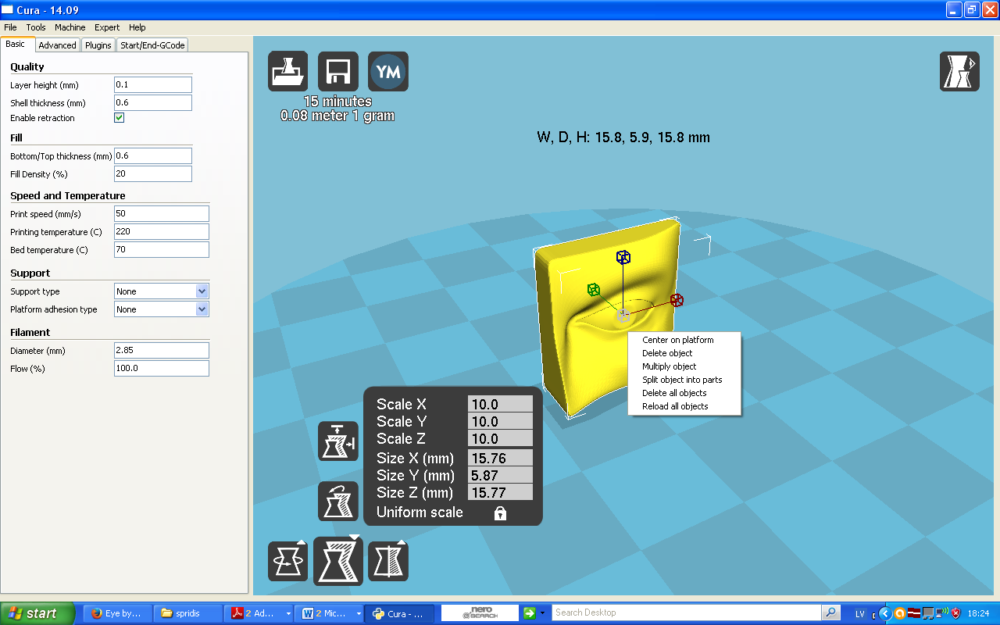 Cura - 14.09
File Tools Machine Expert Help
Basic Advanced Plugins Start/End-GCode
Quality
Layer height (mm) 0.1
Shell thickness (mm) 0.6
Enable retraction
Fill
Bottom/Top thickness (mm) 0.6
Fill Density (%) 20
Speed and Temperature
Print speed (mm/s) 50
Printing temperature (C) 220
Bed temperature (C) 70
Support
Support type None
Platform adhesion type None
Filament
Diameter (mm) 2.85
Flow (%) 100.0
YM
15 minutes
0.08 meter 1 gram
W, D, H: 15.8, 5.9, 15.8 mm
Center on platform
Delete object
Multiply object
Split object into parts
Delete all objects
Reload all objects
Scale X 10.0
Scale Y 10.0
Scale Z 10.0
Size X (mm) 15.76
Size Y (mm) 5.87
Size Z (mm) 15.77
Uniform scale
start Eye by... spridis 2 Ad... 2 Mic... Cura - ... nero @SEARCH Search Desktop LV 18:24